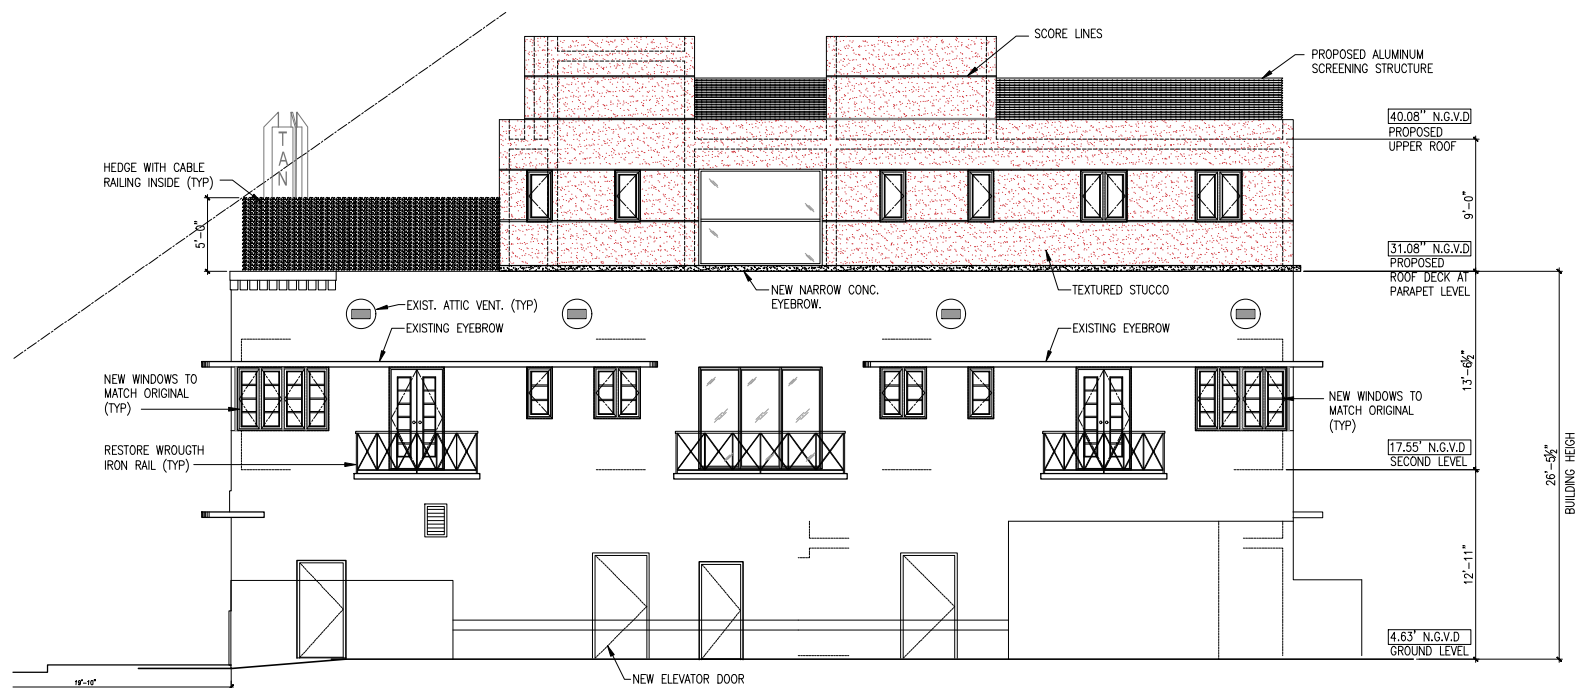 SCORE LINES
PROPOSED ALUMINUM
SCREENING STRUCTURE
N
T
A
N
HEDGE WITH CABLE
RAILING INSIDE (TYP)
5'-0"
40.08'' N.G.V.D
PROPOSED
UPPER ROOF
9'-0"
31.08'' N.G.V.D
PROPOSED
ROOF DECK AT
PARAPET LEVEL
NEW NARROW CONC.
EYEBROW.
TEXTURED STUCCO
EXIST. ATTIC VENT. (TYP)
EXISTING EYEBROW
EXISTING EYEBROW
NEW WINDOWS TO
MATCH ORIGINAL
(TYP)
NEW WINDOWS TO
MATCH ORIGINAL
(TYP)
13'-6½"
RESTORE WROUGTH
IRON RAIL (TYP)
17.55' N.G.V.D
SECOND LEVEL
26'-5½"
BUILDING HEIGH
12'-11"
4.63' N.G.V.D
GROUND LEVEL
NEW ELEVATOR DOOR
19'-10"